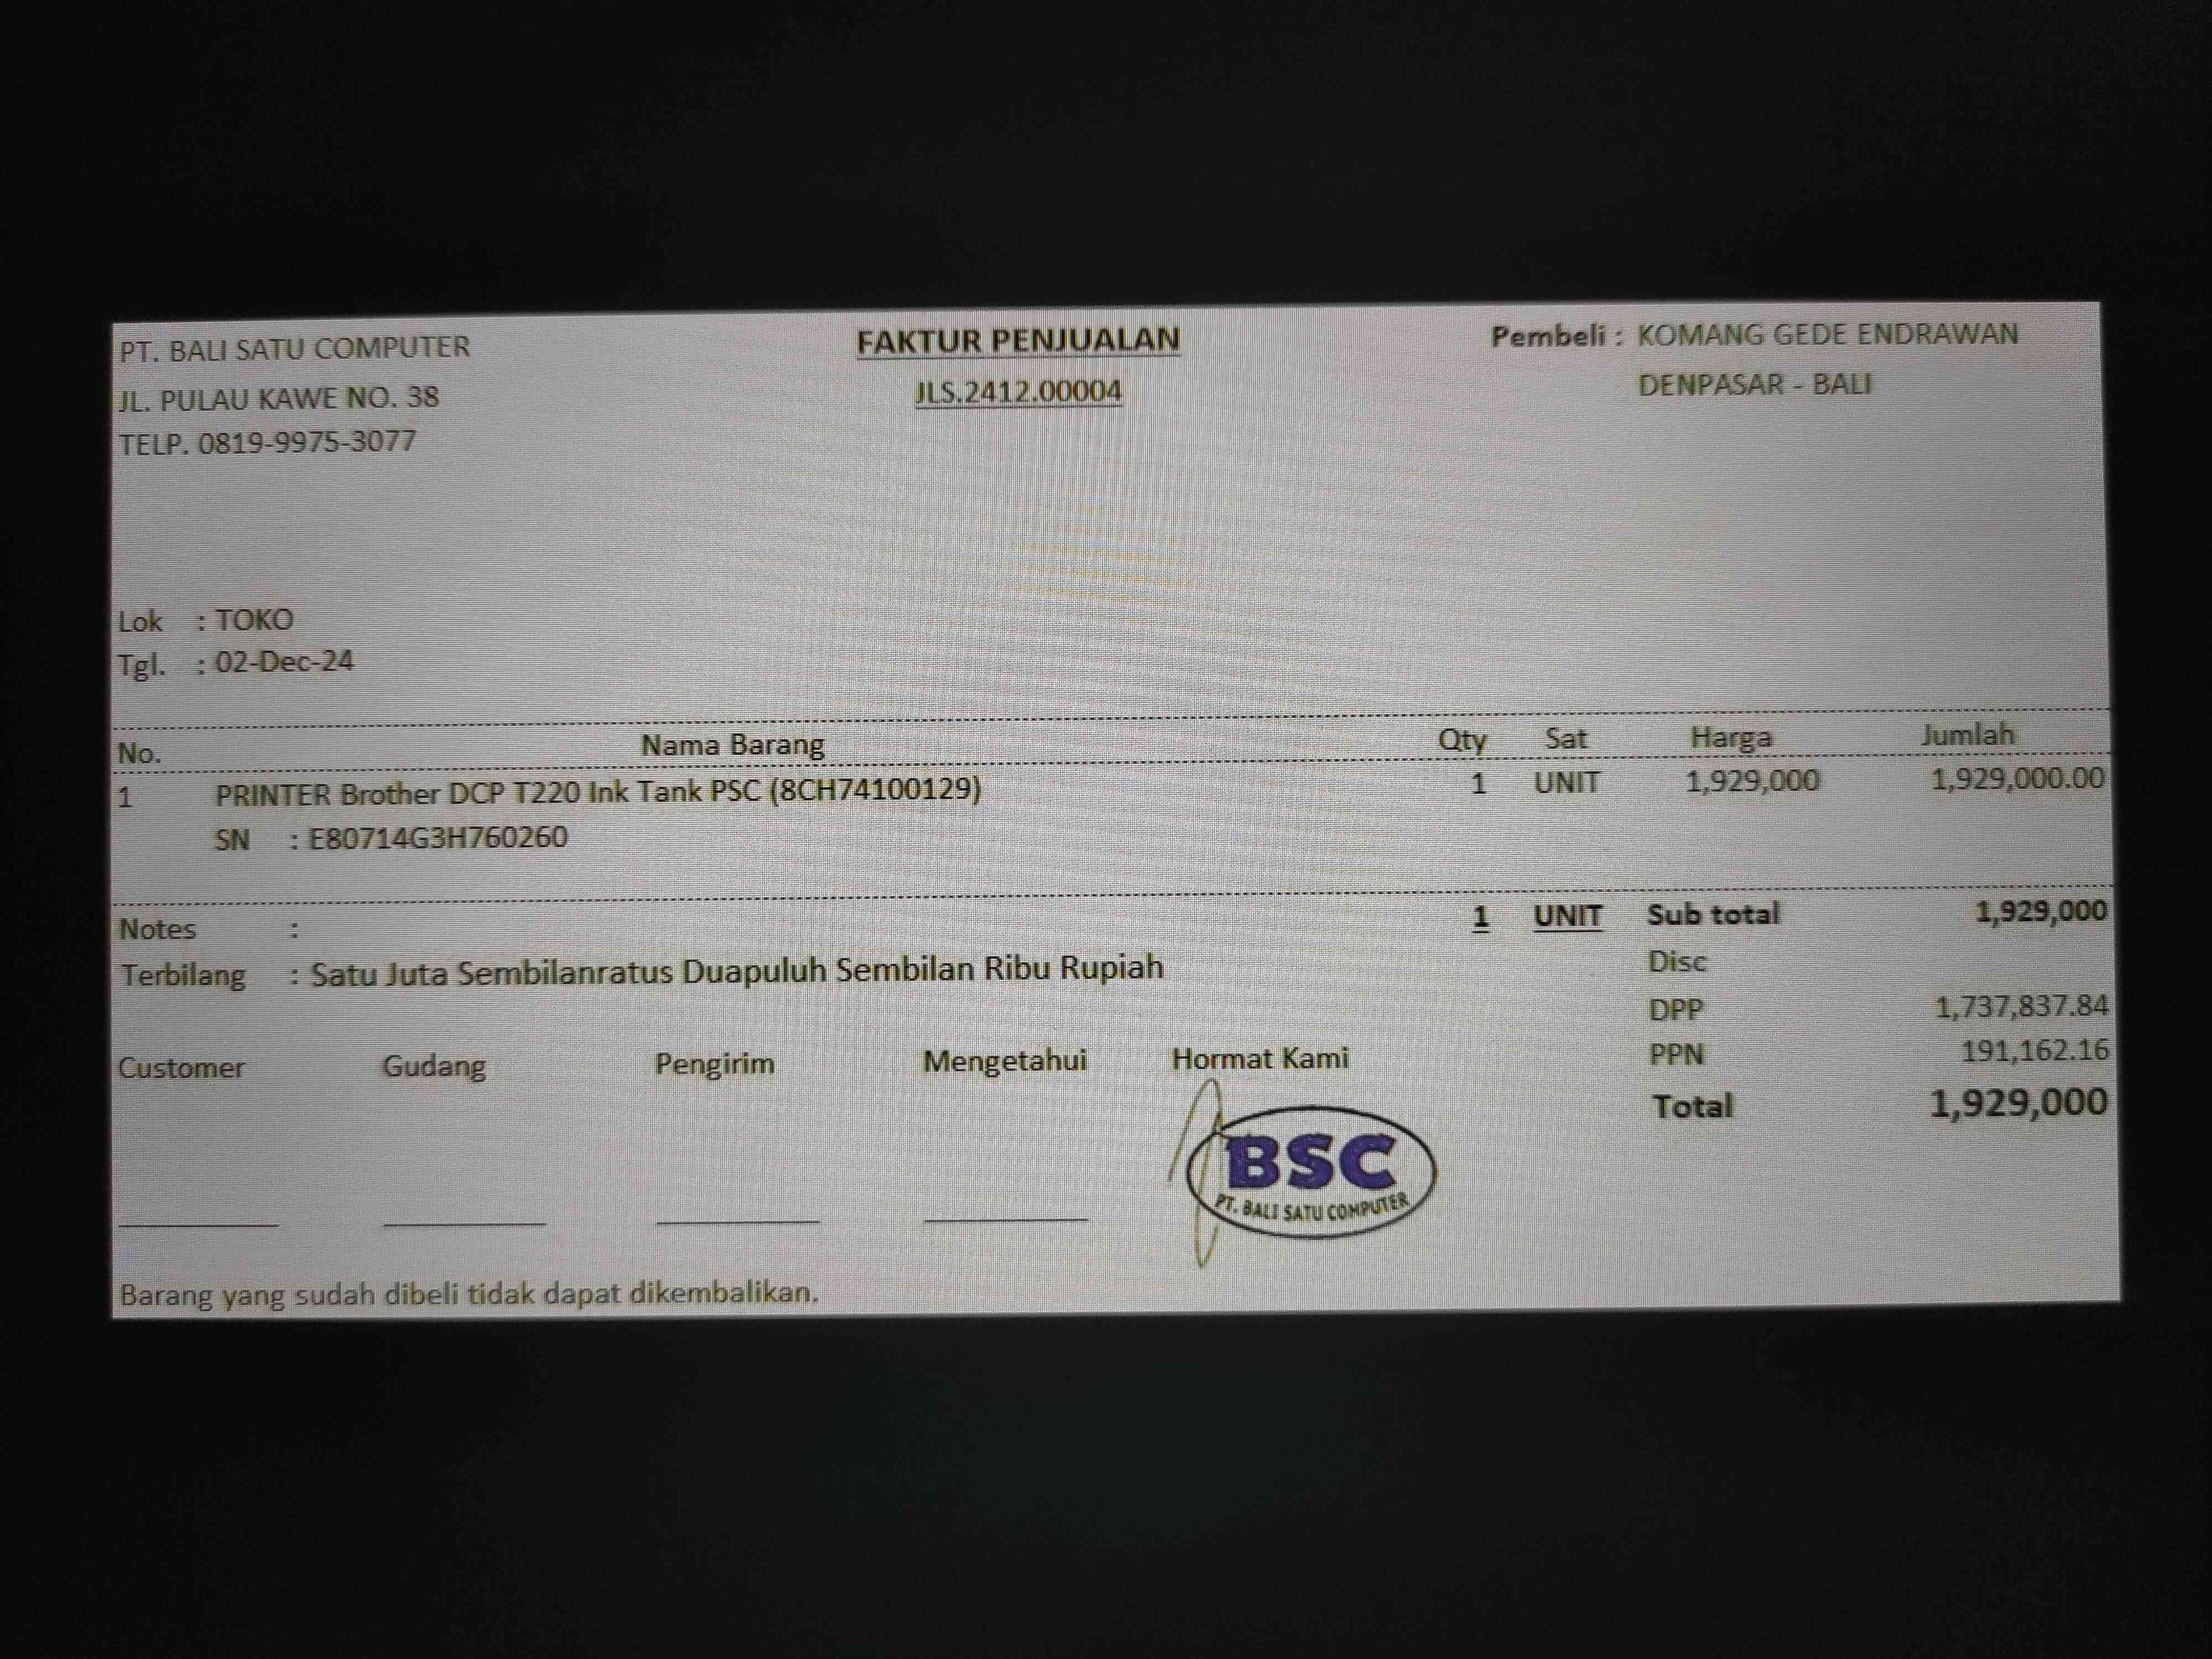 PT. BALI SATU COMPUTER
JL. PULAU KAWE NO. 38
TELP. 0819-9975-3077
FAKTUR PENJUALAN
JLS.2412.00004
Pembeli : KOMANG GEDE ENDRAWAN
DENPASAR - BALI
Lok : TOKO
Tgl. : 02-Dec-24
No. Nama Barang Qty Sat Harga Jumlah
1 PRINTER Brother DCP T220 Ink Tank PSC (8CH74100129) 1 UNIT 1,929,000 1,929,000.00
SN : E80714G3H760260
Notes : 1 UNIT Sub total 1,929,000
Terbilang : Satu Juta Sembilanratus Duapuluh Sembilan Ribu Rupiah
Disc
DPP 1,737,837.84
PPN 191,162.16
Total 1,929,000
Customer Gudang Pengirim Mengetahui Hormat Kami
BSC
PT. BALI SATU COMPUTER
Barang yang sudah dibeli tidak dapat dikembalikan.